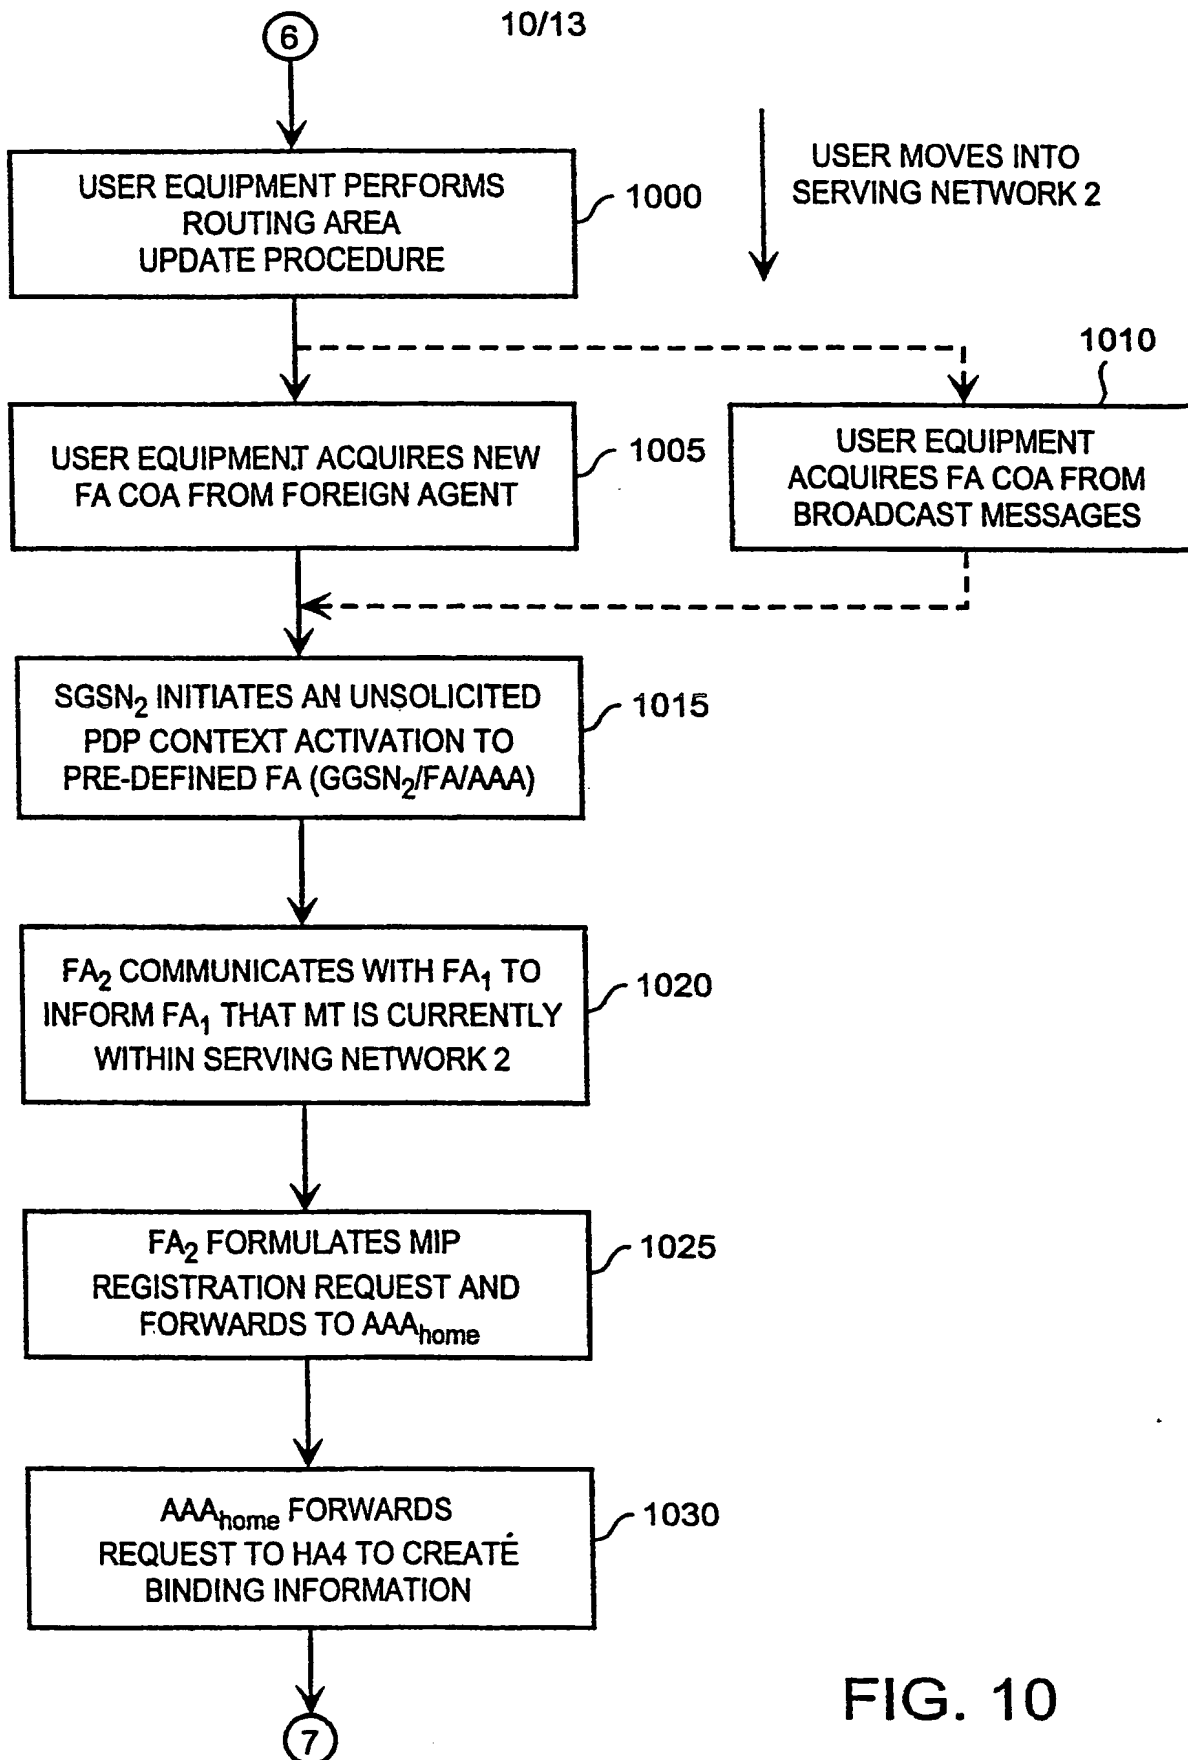 6
10/13
USER MOVES INTO
SERVING NETWORK 2
USER EQUIPMENT PERFORMS
ROUTING AREA
UPDATE PROCEDURE
1000
USER EQUIPMENT ACQUIRES NEW
FA COA FROM FOREIGN AGENT
1005
1010
USER EQUIPMENT
ACQUIRES FA COA FROM
BROADCAST MESSAGES
SGSN2 INITIATES AN UNSOLICITED
PDP CONTEXT ACTIVATION TO
PRE-DEFINED FA (GGSN2/FA/AAA)
1015
FA2 COMMUNICATES WITH FA1 TO
INFORM FA1 THAT MT IS CURRENTLY
WITHIN SERVING NETWORK 2
1020
FA2 FORMULATES MIP
REGISTRATION REQUEST AND
FORWARDS TO AAAhome
1025
AAAhome FORWARDS
REQUEST TO HA4 TO CREATE
BINDING INFORMATION
1030
7
FIG. 10